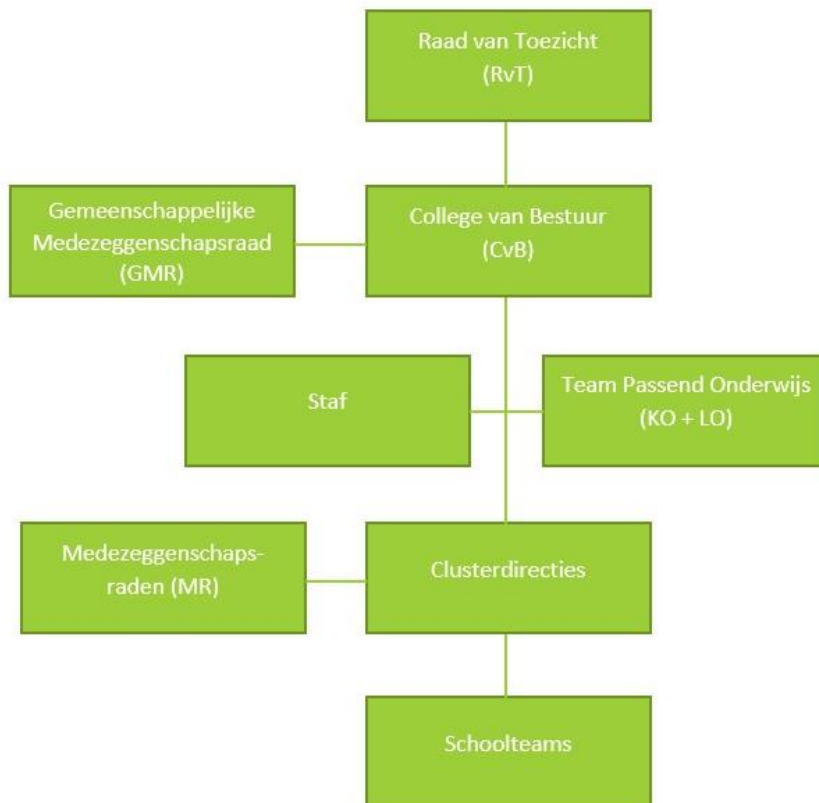 Raad van Toezicht
(RvT)
Gemeenschappelijke
Medezeggenschapsraad
(GMR)
College van Bestuur
(CvB)
Staf
Team Passend Onderwijs
(KO + LO)
Medezeggenschaps-
raden (MR)
Clusterdirecties
Schoolteams